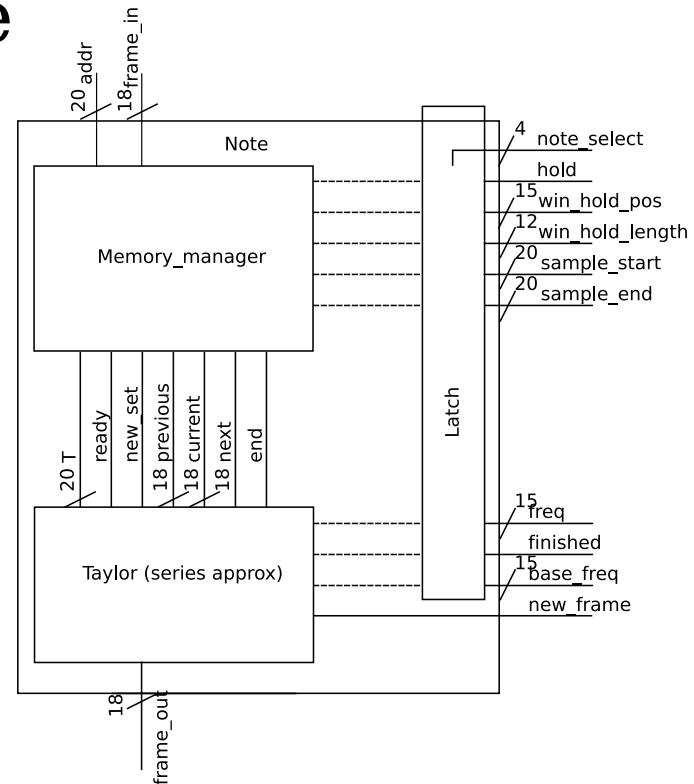 e
20 addr
18 frame_in
Note
4 note_select
hold
15 win_hold_pos
12 win_hold_length
20 sample_start
20 sample_end
Memory_manager
Latch
20 T
ready
new_set
18 previous
18 current
18 next
end
15 freq
finished
15 base_freq
new_frame
Taylor (series approx)
18 frame_out